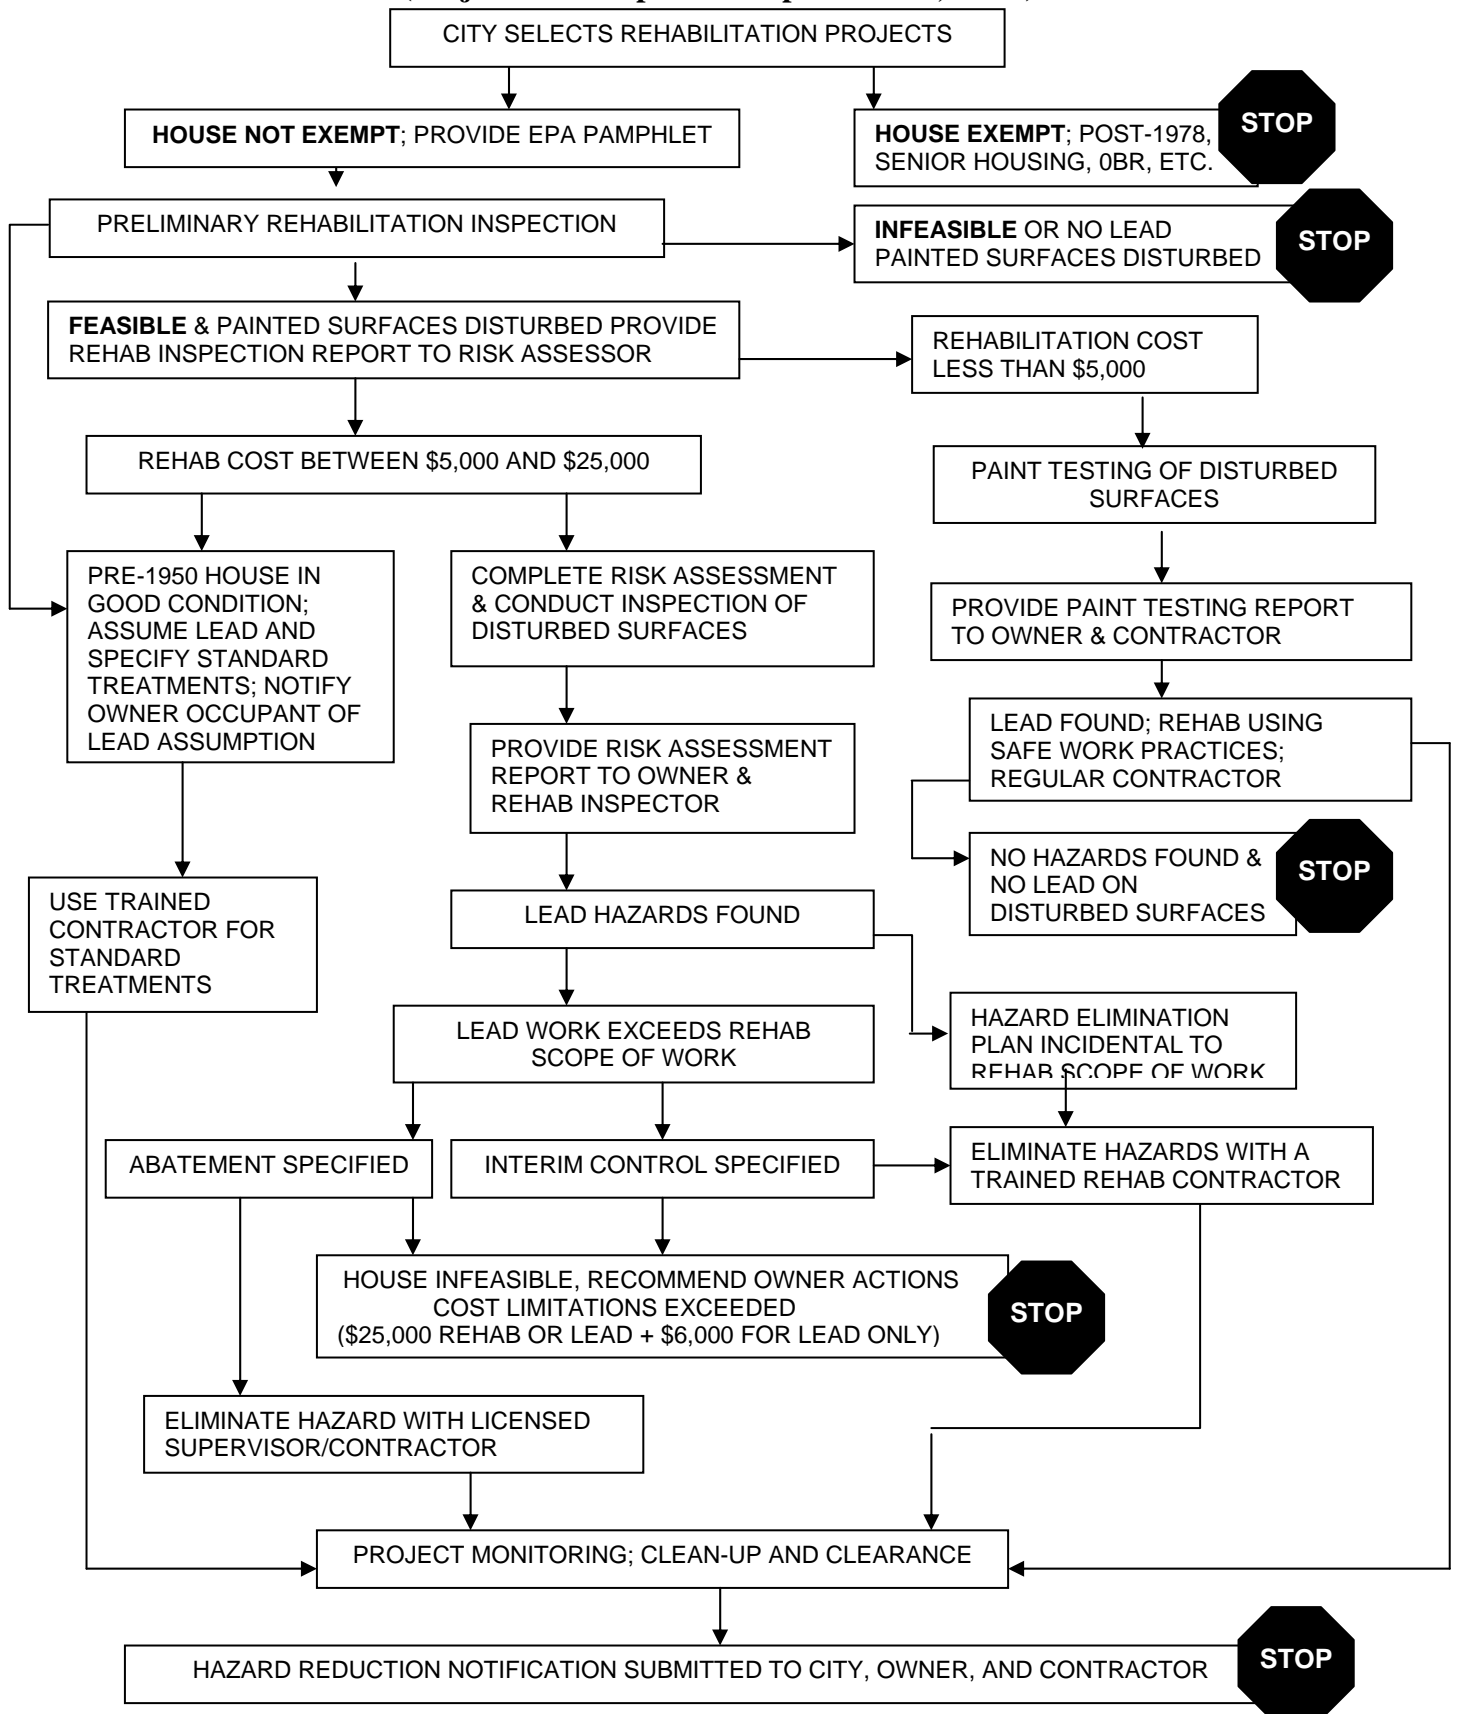 CITY SELECTS REHABILITATION PROJECTS
HOUSE NOT EXEMPT; PROVIDE EPA PAMPHLET
HOUSE EXEMPT; POST-1978,
SENIOR HOUSING, 0BR, ETC.
STOP
PRELIMINARY REHABILITATION INSPECTION
INFEASIBLE OR NO LEAD
PAINTED SURFACES DISTURBED
STOP
FEASIBLE & PAINTED SURFACES DISTURBED PROVIDE
REHAB INSPECTION REPORT TO RISK ASSESSOR
REHABILITATION COST
LESS THAN $5,000
REHAB COST BETWEEN $5,000 AND $25,000
PAINT TESTING OF DISTURBED
SURFACES
PRE-1950 HOUSE IN
GOOD CONDITION;
ASSUME LEAD AND
SPECIFY STANDARD
TREATMENTS; NOTIFY
OWNER OCCUPANT OF
LEAD ASSUMPTION
COMPLETE RISK ASSESSMENT
& CONDUCT INSPECTION OF
DISTURBED SURFACES
PROVIDE PAINT TESTING REPORT
TO OWNER & CONTRACTOR
PROVIDE RISK ASSESSMENT
REPORT TO OWNER &
REHAB INSPECTOR
LEAD FOUND; REHAB USING
SAFE WORK PRACTICES;
REGULAR CONTRACTOR
NO HAZARDS FOUND &
NO LEAD ON
DISTURBED SURFACES
STOP
USE TRAINED
CONTRACTOR FOR
STANDARD
TREATMENTS
LEAD HAZARDS FOUND
LEAD WORK EXCEEDS REHAB
SCOPE OF WORK
HAZARD ELIMINATION
PLAN INCIDENTAL TO
REHAB SCOPE OF WORK
ABATEMENT SPECIFIED
INTERIM CONTROL SPECIFIED
ELIMINATE HAZARDS WITH A
TRAINED REHAB CONTRACTOR
HOUSE INFEASIBLE, RECOMMEND OWNER ACTIONS
COST LIMITATIONS EXCEEDED
($25,000 REHAB OR LEAD + $6,000 FOR LEAD ONLY)
STOP
ELIMINATE HAZARD WITH LICENSED
SUPERVISOR/CONTRACTOR
PROJECT MONITORING; CLEAN-UP AND CLEARANCE
HAZARD REDUCTION NOTIFICATION SUBMITTED TO CITY, OWNER, AND CONTRACTOR
STOP